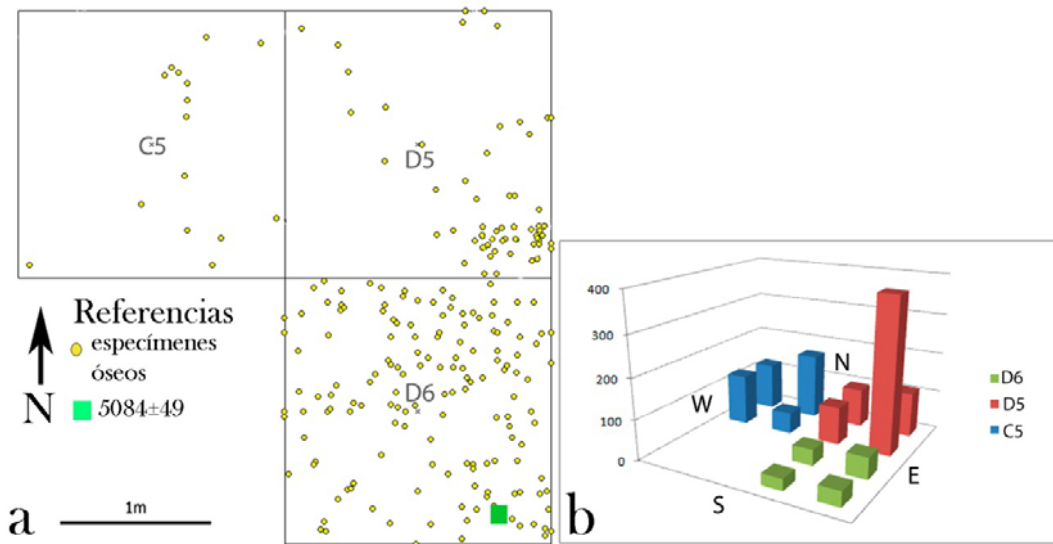 C5
D5
Referencias
especímenes
óseos
5084±49
N
D6
1m
a
400
300
200
100
0
W
N
S
E
D6
D5
C5
b